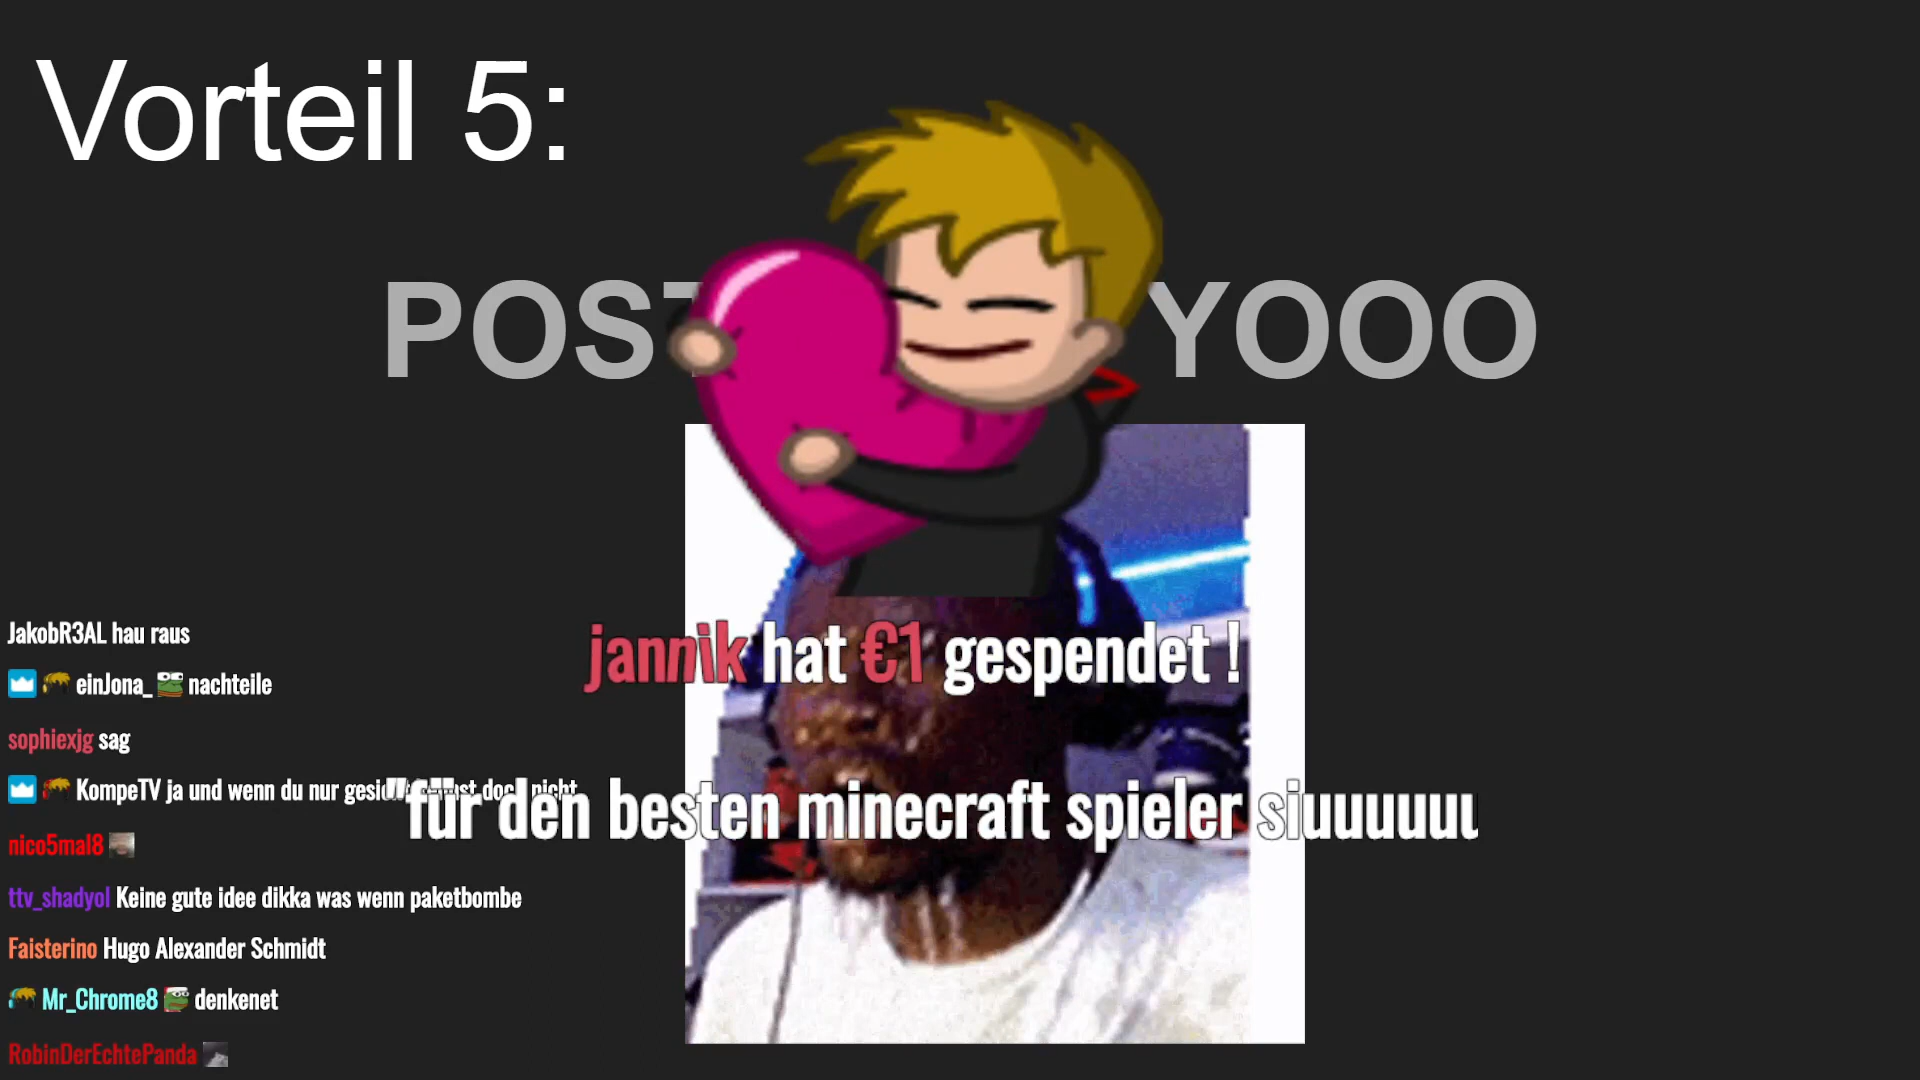 Vorteil 5:
POST YOOO
jannik hat €1 gespendet !
"für den besten minecraft spieler siuuuuuu
JakobR3AL hau raus
einJona_ nachteile
sophiexjg sag
KompeTV ja und wenn du nur nicht
nico5mal8
ttv_shadyol Keine gute idee dikka was wenn paketbombe
Faisterino Hugo Alexander Schmidt
Mr_Chrome8 denkenet
RobinDerEchtePanda